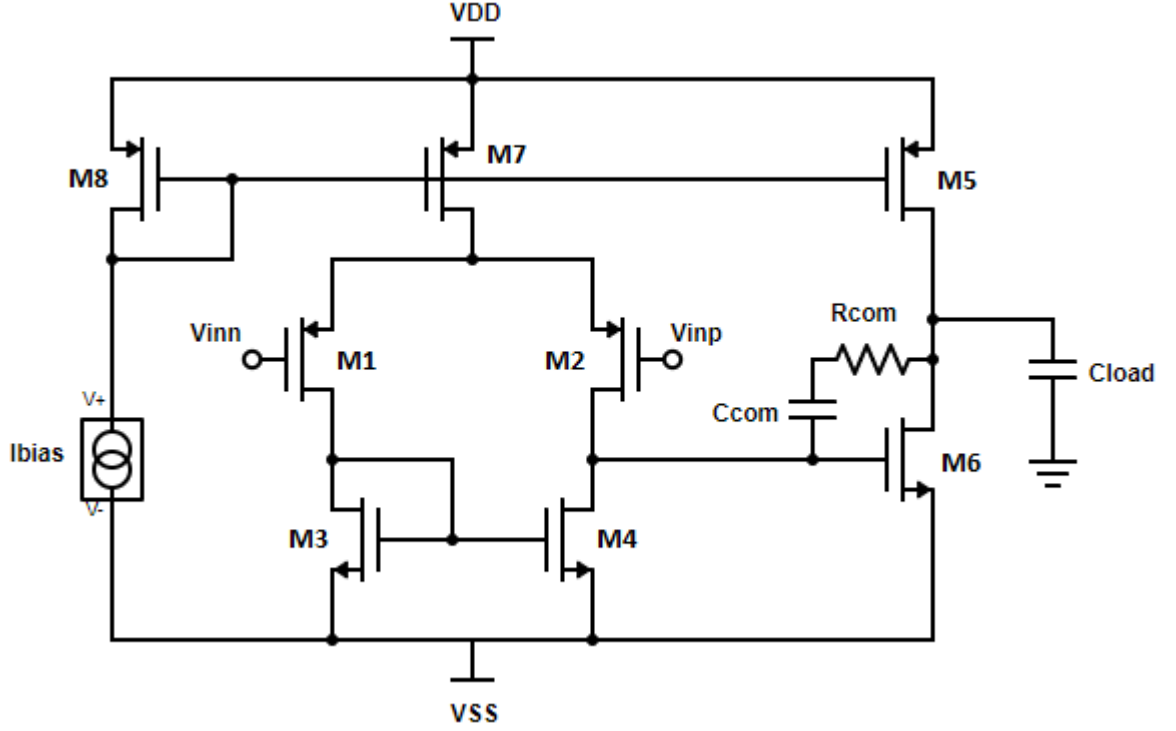 VDD
M8
M7
M5
Vinn
M1
M2
Vinp
Rcom
Ccom
Cload
V+
Ibias
V-
M3
M4
M6
VSS